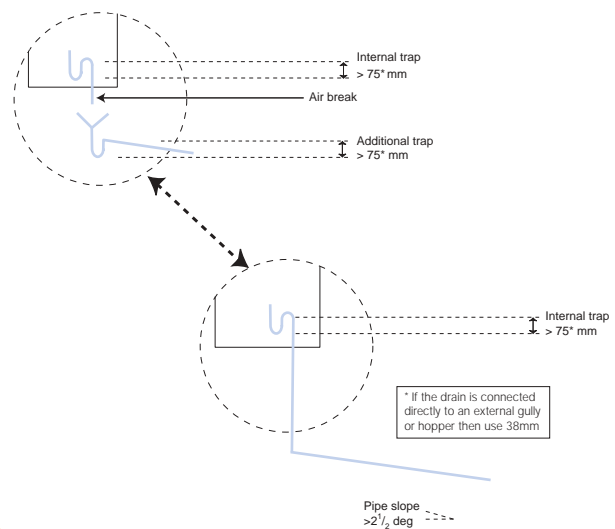 Internal trap
> 75* mm
Air break
Additional trap
> 75* mm
Internal trap
> 75* mm
* If the drain is connected
directly to an external gully
or hopper then use 38mm
Pipe slope
>2 1/2 deg